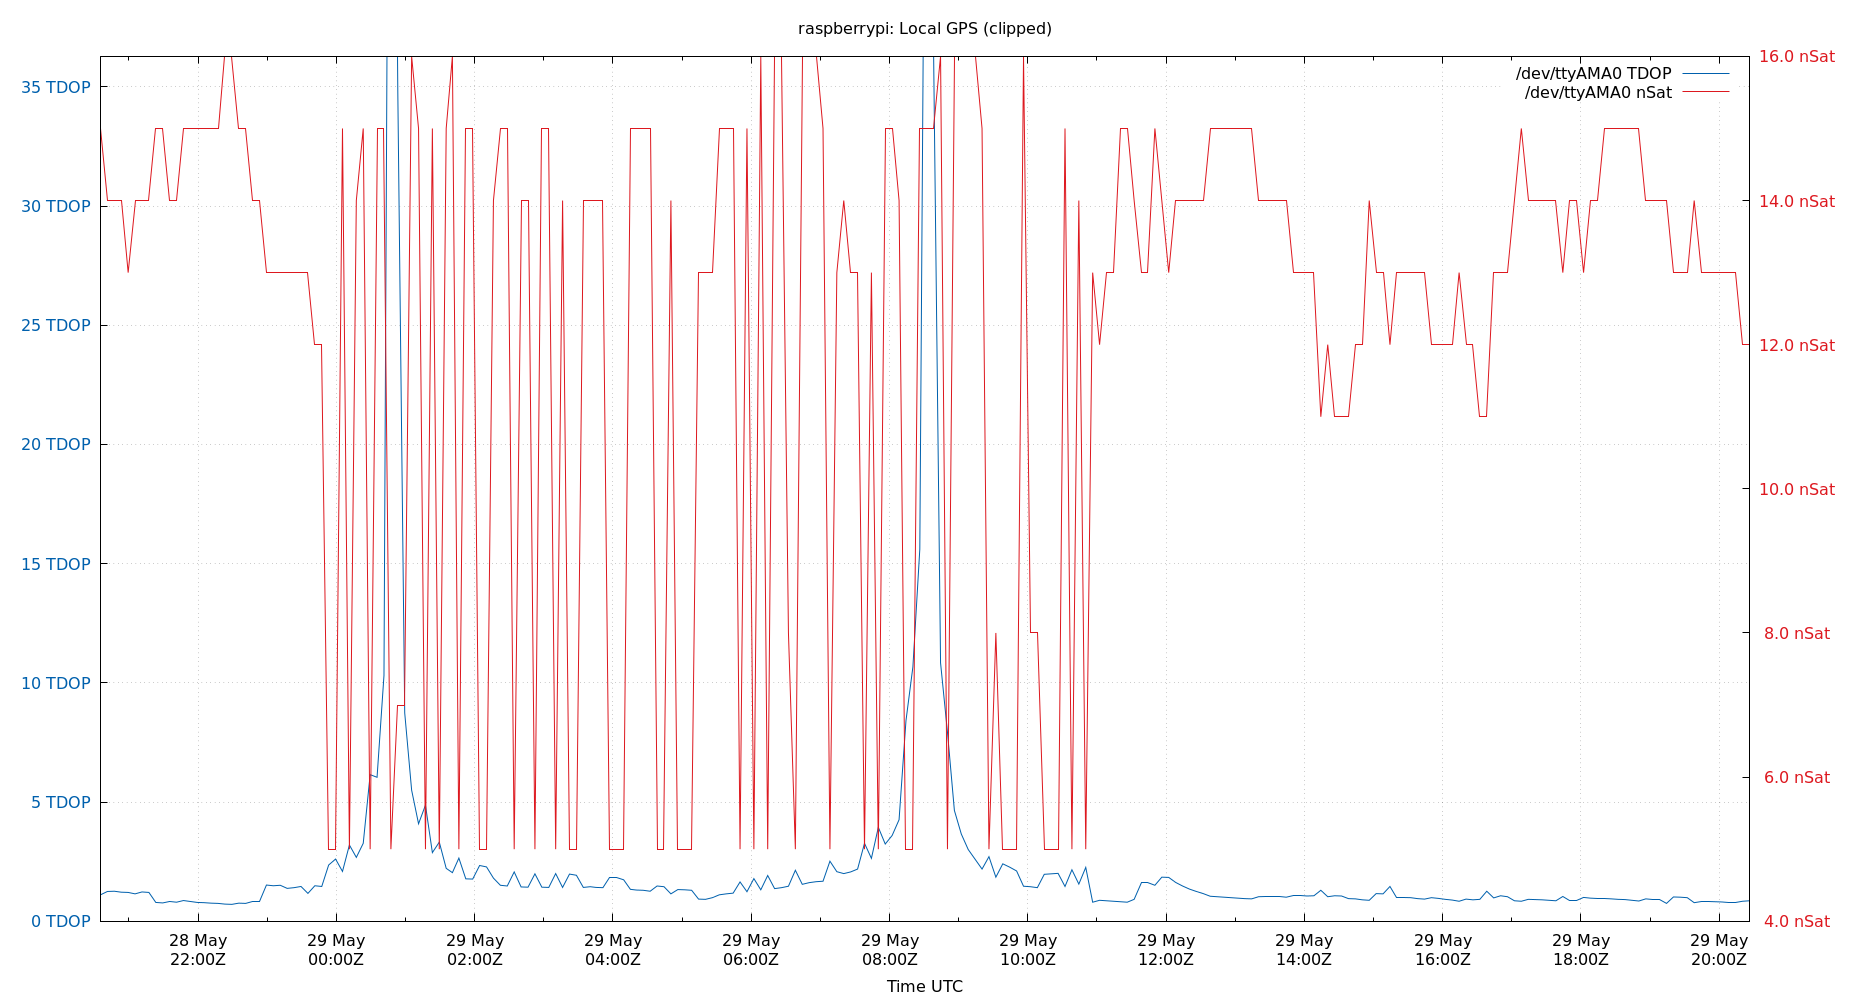 raspberrypi: Local GPS (clipped)
/dev/ttyAMA0 TDOP
/dev/ttyAMA0 nSat
35 TDOP
30 TDOP
25 TDOP
20 TDOP
15 TDOP
10 TDOP
5 TDOP
0 TDOP
16.0 nSat
14.0 nSat
12.0 nSat
10.0 nSat
8.0 nSat
6.0 nSat
4.0 nSat
28 May 29 May 29 May 29 May 29 May 29 May 29 May 29 May 29 May 29 May 29 May 29 May
22:00Z 00:00Z 02:00Z 04:00Z 06:00Z 08:00Z 10:00Z 12:00Z 14:00Z 16:00Z 18:00Z 20:00Z
Time UTC